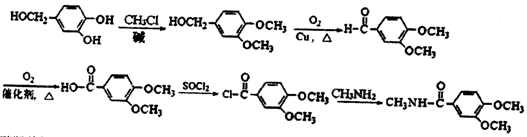 HOCH₂ OH OH CH₃Cl 碱 HOCH₂ OCH₃ OCH₃ O₂ Cu, △ H C O OCH₃ OCH₃
O₂ 催化剂, △ HO C O OCH₃ OCH₃ SOCl₂ Cl C O OCH₃ OCH₃ CH₃NH₂ CH₃NH C O OCH₃ OCH₃